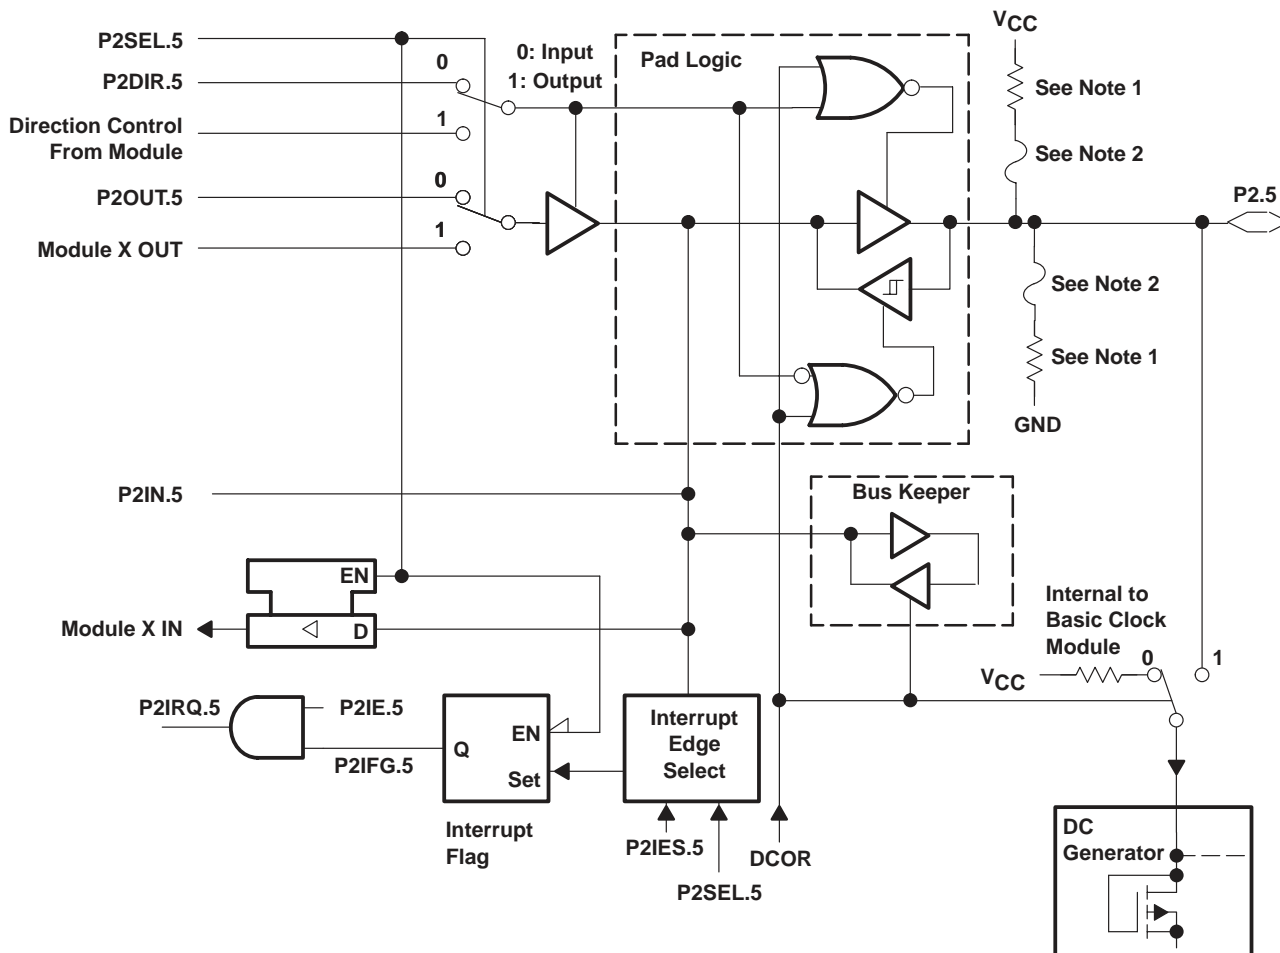 P2SEL.5
P2DIR.5
Direction Control
From Module
P2OUT.5
Module X OUT
0
1
0
1
0: Input
1: Output
Pad Logic
VCC
See Note 1
See Note 2
P2.5
See Note 2
See Note 1
GND
P2IN.5
Bus Keeper
EN
D
Module X IN
Internal to
Basic Clock
Module
0
1
VCC
P2IRQ.5
P2IE.5
P2IFG.5
Q
EN
Set
Interrupt
Flag
Interrupt
Edge
Select
P2IES.5
P2SEL.5
DCOR
DC
Generator